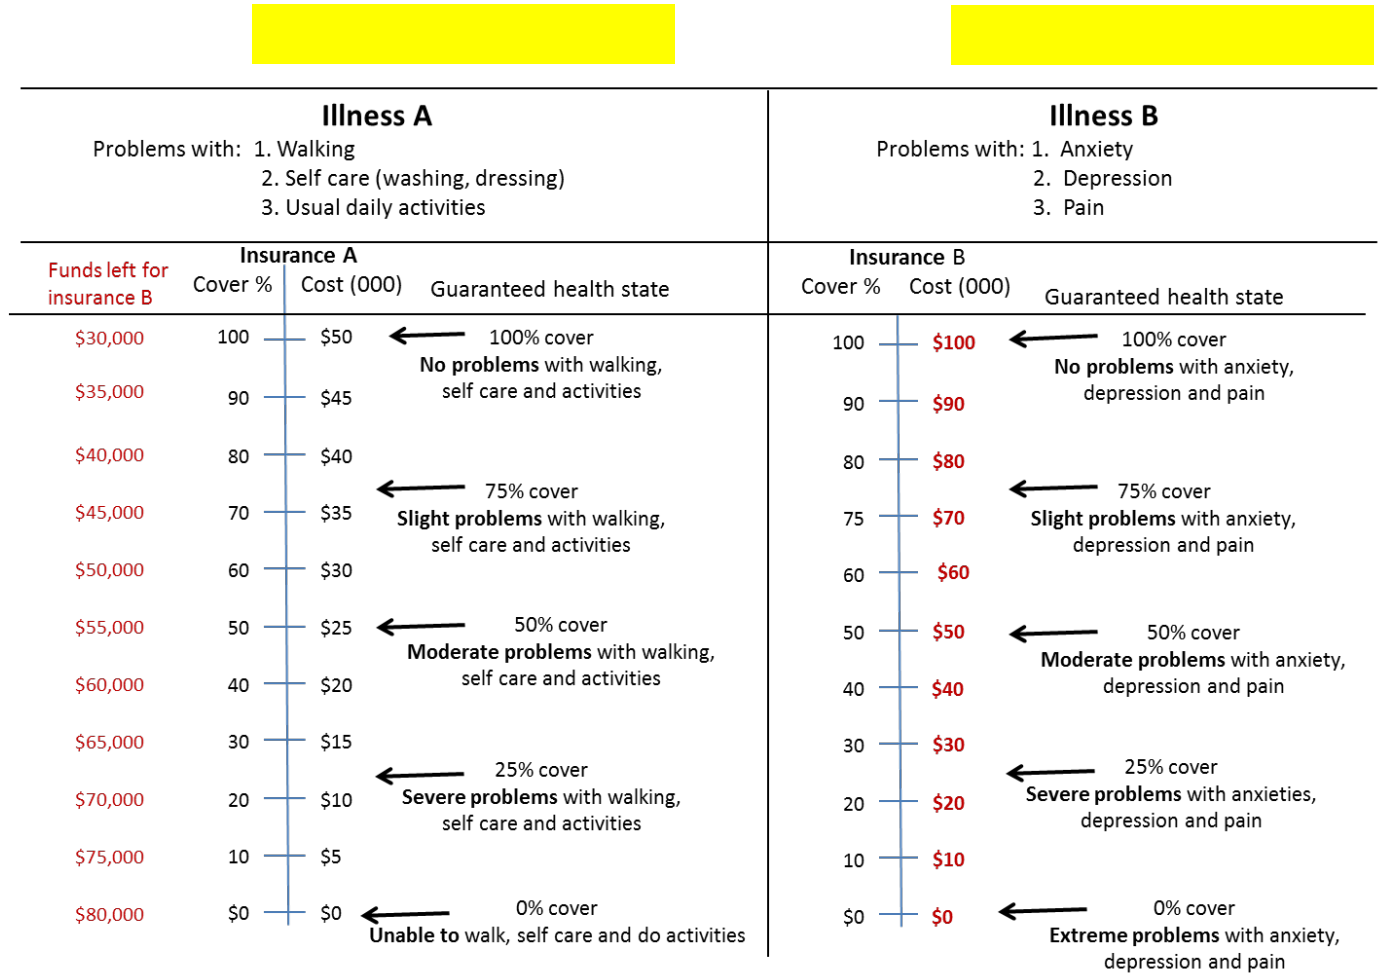 Illness A
Problems with: 1. Walking
2. Self care (washing, dressing)
3. Usual daily activities
Illness B
Problems with: 1. Anxiety
2. Depression
3. Pain
Funds left for
insurance B
Insurance A
Cover % Cost (000) Guaranteed health state
$30,000 100 $50
$35,000 90 $45
$40,000 80 $40
$45,000 70 $35
$50,000 60 $30
$55,000 50 $25
$60,000 40 $20
$65,000 30 $15
$70,000 20 $10
$75,000 10 $5
$80,000 $0 $0
100% cover
No problems with walking,
self care and activities
75% cover
Slight problems with walking,
self care and activities
50% cover
Moderate problems with walking,
self care and activities
25% cover
Severe problems with walking,
self care and activities
0% cover
Unable to walk, self care and do activities
Insurance B
Cover % Cost (000) Guaranteed health state
100 $100
90 $90
80 $80
75 $70
60 $60
50 $50
40 $40
30 $30
20 $20
10 $10
$0 $0
100% cover
No problems with anxiety,
depression and pain
75% cover
Slight problems with anxiety,
depression and pain
50% cover
Moderate problems with anxiety,
depression and pain
25% cover
Severe problems with anxieties,
depression and pain
0% cover
Extreme problems with anxiety,
depression and pain